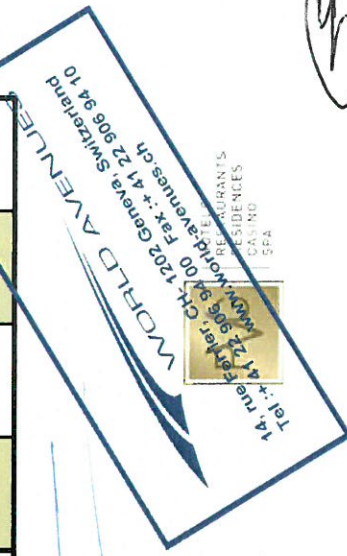 WORLD AVENUES
14, rue Ferrier, CH-1202 Geneva, Switzerland
Tel : + 41 22 906 94 00 Fax : + 41 22 906 94 10
www.worldavenues.ch
HOTELS
RESTAURANTS
RESIDENCES
CASINO
SPA